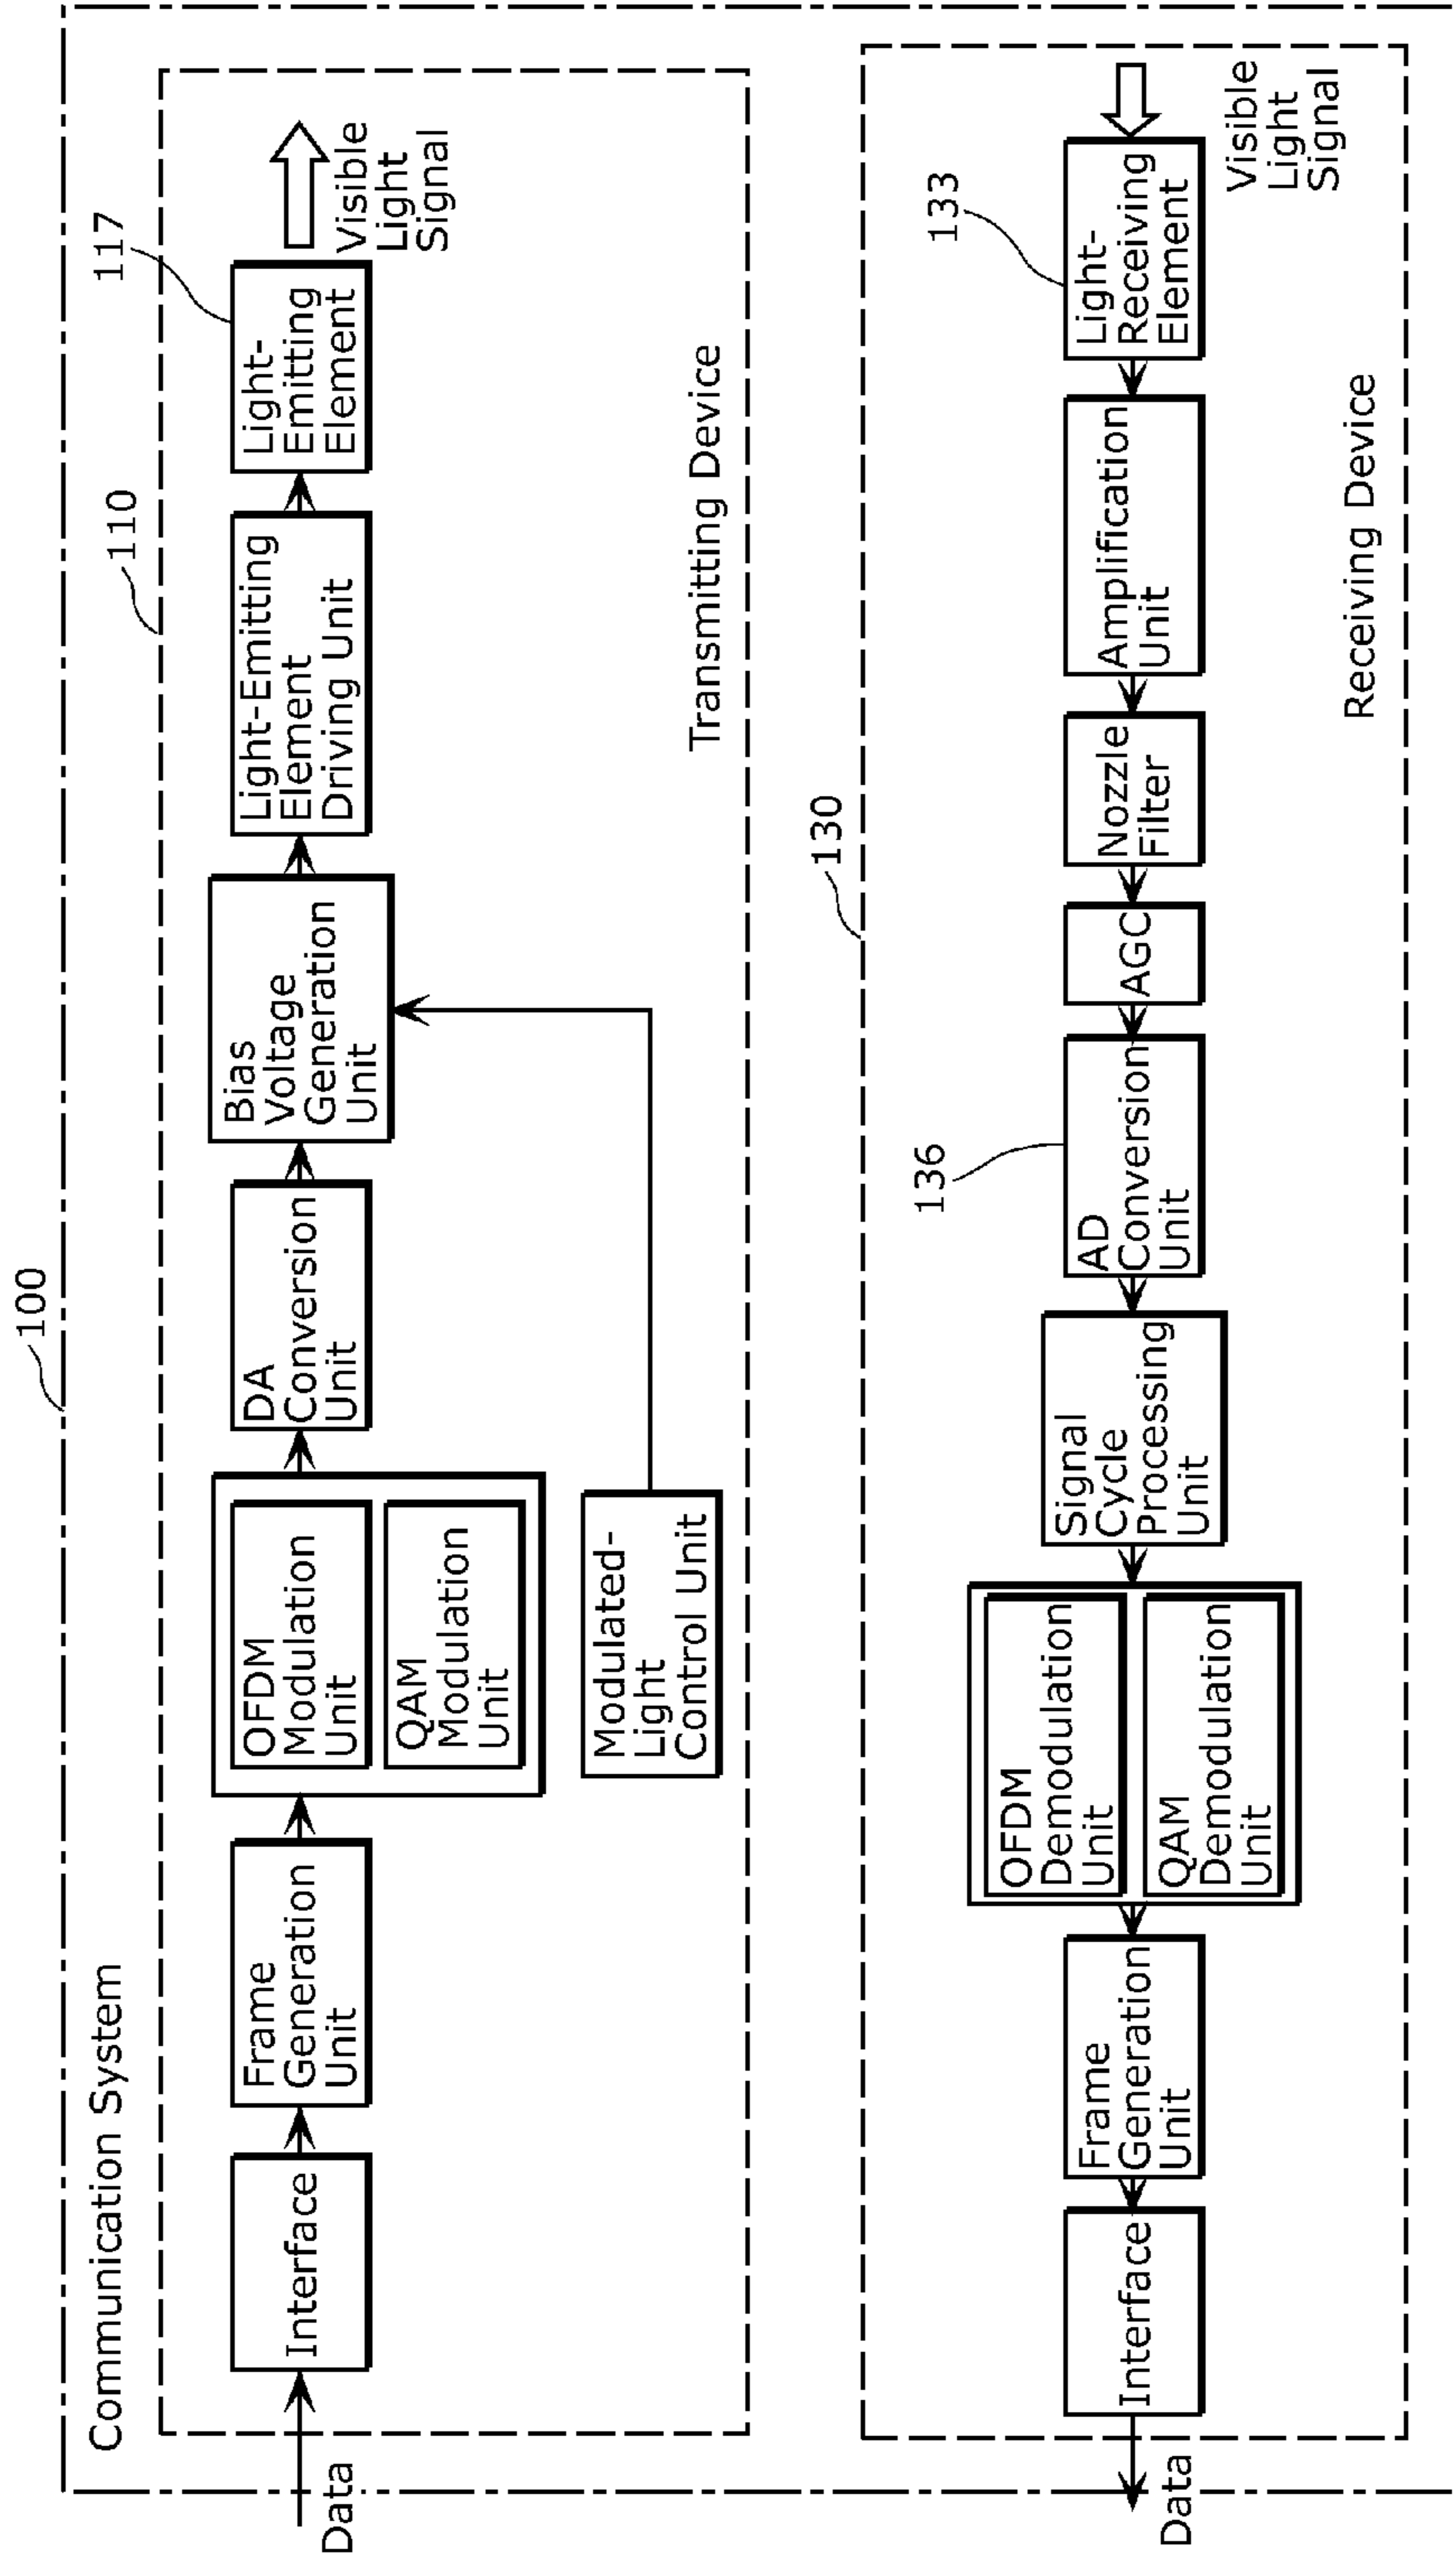 100
Communication System
110
117
Data
Interface
Frame
Generation
Unit
OFDM
Modulation
Unit
QAM
Modulation
Unit
Modulated-
Light
Control Unit
DA
Conversion
Unit
Bias
Voltage
Generation
Unit
Light-Emitting
Element
Driving Unit
Light-
Emitting
Element
Visible
Light
Signal
Transmitting Device
130
136
133
Data
Interface
Frame
Generation
Unit
OFDM
Demodulation
Unit
QAM
Demodulation
Unit
Signal
Cycle
Processing
Unit
AD
Conversion
Unit
AGC
Nozzle
Filter
Amplification
Unit
Light-
Receiving
Element
Visible
Light
Signal
Receiving Device